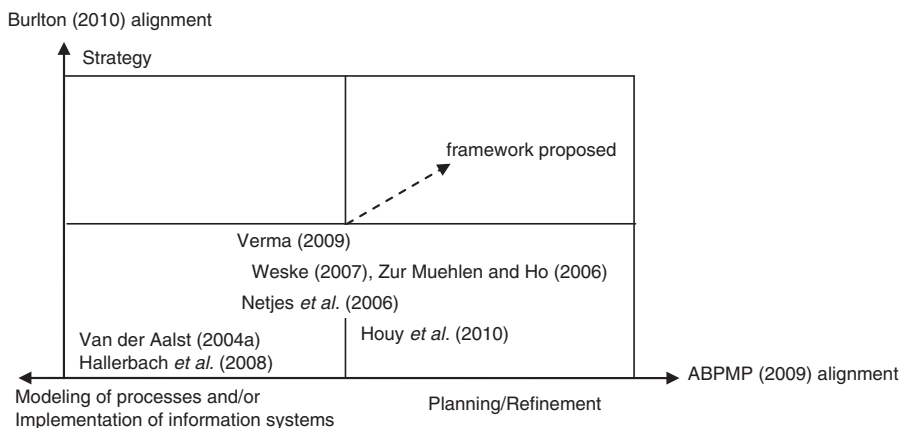 Burlton (2010) alignment
Strategy
framework proposed
Verma (2009)
Weske (2007), Zur Muehlen and Ho (2006)
Netjes et al. (2006)
Houy et al. (2010)
Van der Aalst (2004a)
Hallerbach et al. (2008)
ABPMP (2009) alignment
Modeling of processes and/or
Implementation of information systems
Planning/Refinement